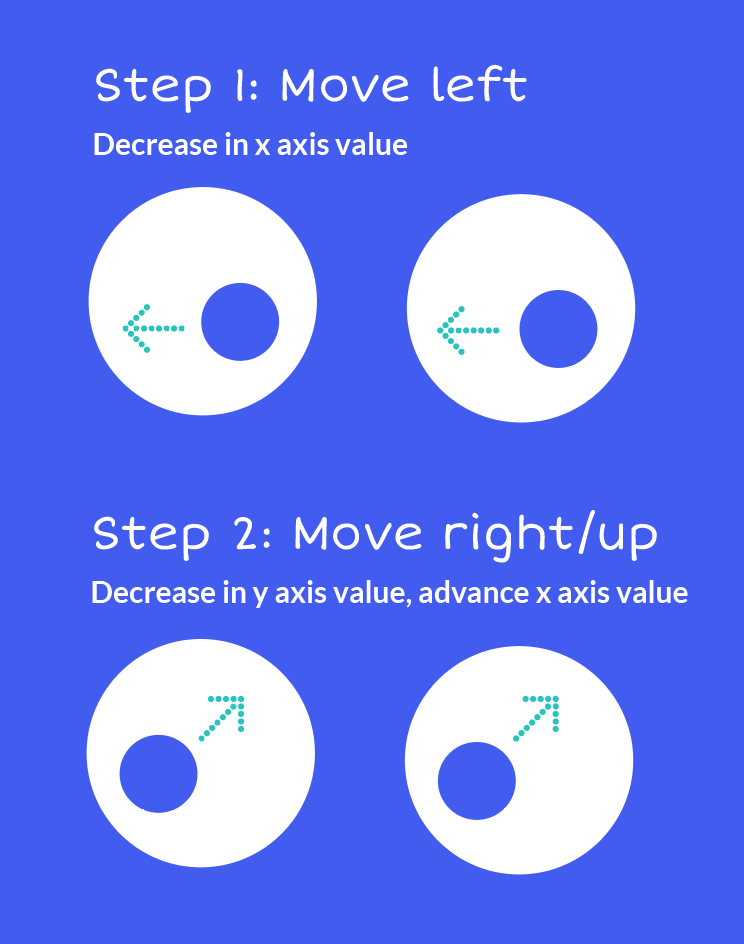 Step 1: Move left
Decrease in x axis value
Step 2: Move right/up
Decrease in y axis value, advance x axis value